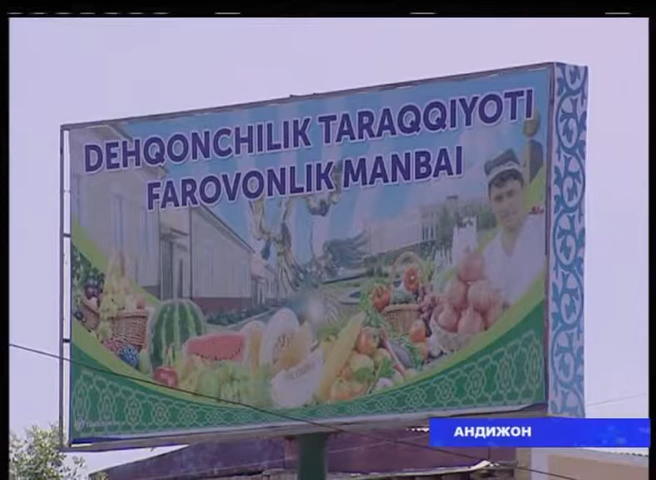 DEHQONCHILIK TARAQQIYOTI
FAROVONLIK MANBAI
АНДИЖОН